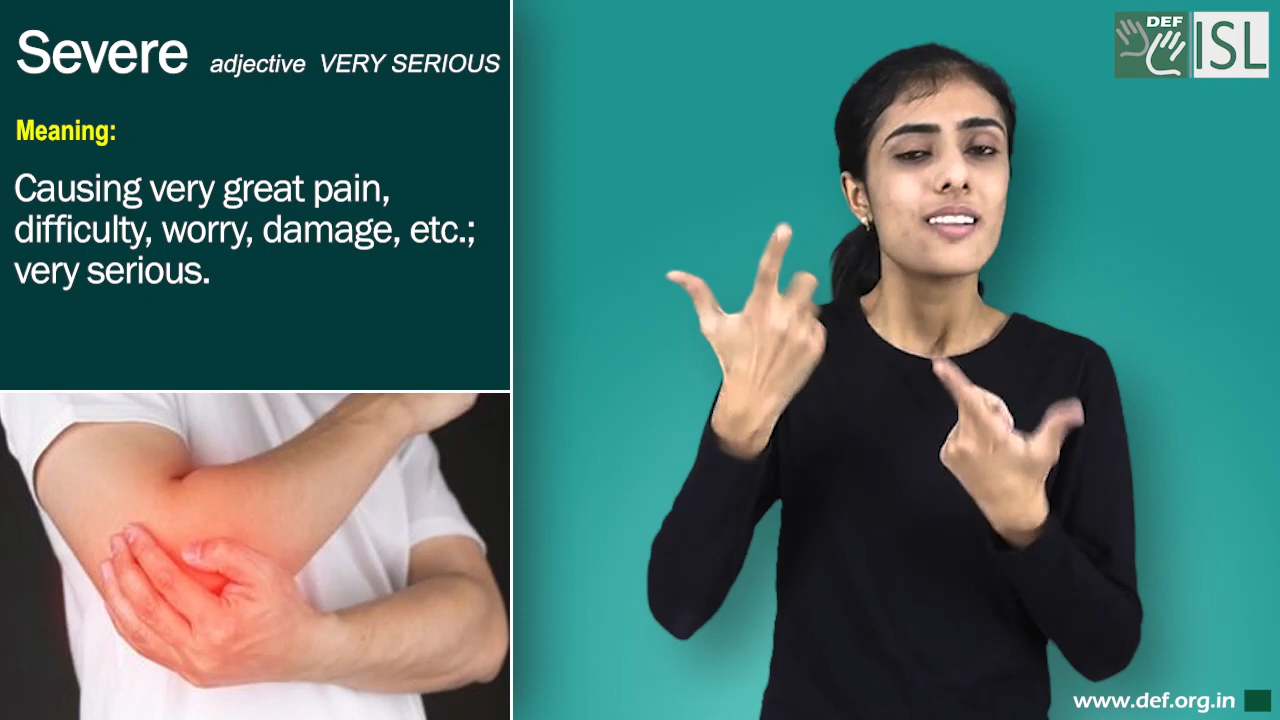 Severe adjective VERY SERIOUS
Meaning:
Causing very great pain,
difficulty, worry, damage, etc.;
very serious.
DEF
ISL
www.def.org.in